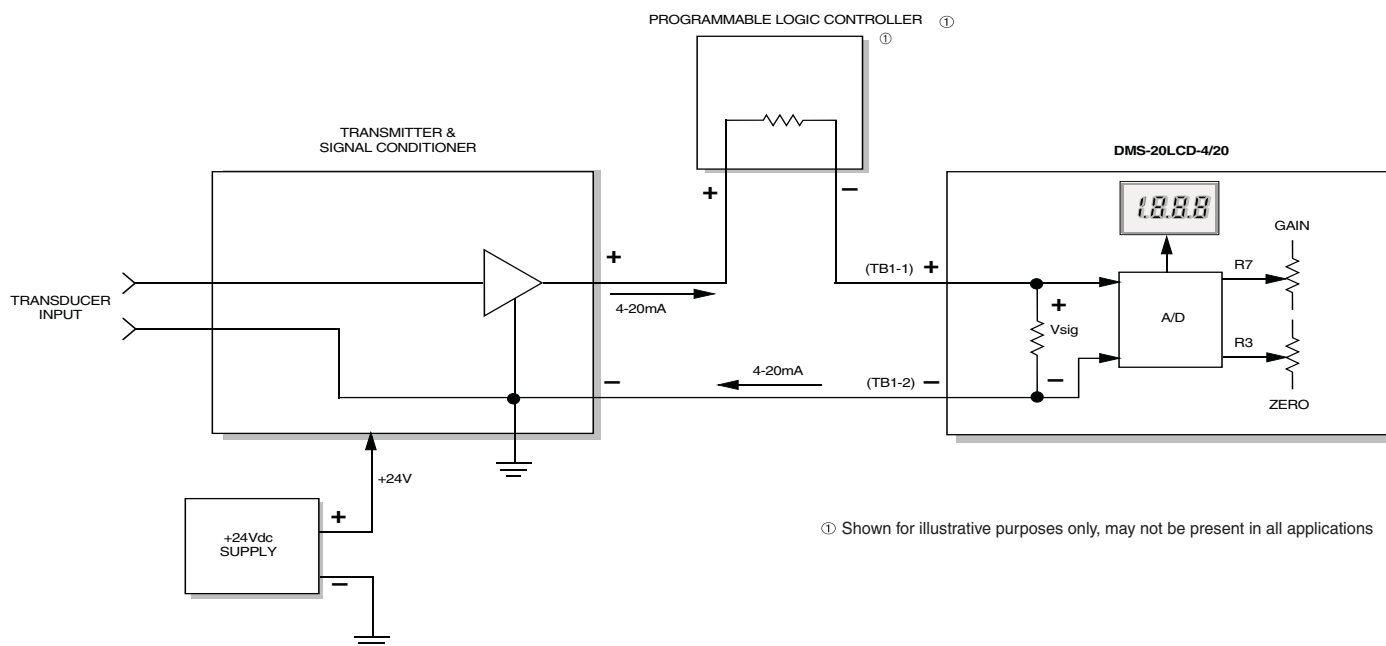 PROGRAMMABLE LOGIC CONTROLLER ①
①
TRANSMITTER &
SIGNAL CONDITIONER
DMS-20LCD-4/20
1.8.8.8
GAIN
+
−
+
(TB1-1) +
R7
TRANSDUCER
INPUT
4-20mA
+
Vsig
A/D
R3
4-20mA
−
(TB1-2) −
−
ZERO
+24V
+
+24Vdc
SUPPLY
−
① Shown for illustrative purposes only, may not be present in all applications